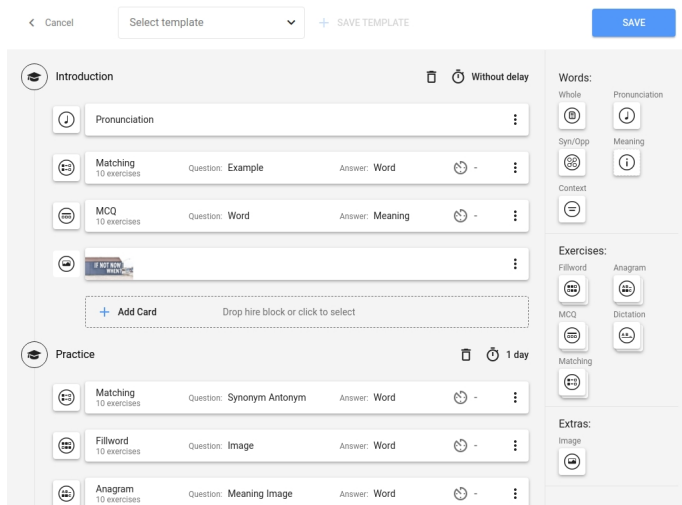 Cancel
Select template
+ SAVE TEMPLATE
SAVE
Introduction
Without delay
Pronunciation
Matching
10 exercises
Question: Example
Answer: Word
-
MCQ
10 exercises
Question: Word
Answer: Meaning
-
IF NOT NOW
WHEN
+ Add Card
Drop hire block or click to select
Practice
1 day
Matching
10 exercises
Question: Synonym Antonym
Answer: Word
-
Fillword
10 exercises
Question: Image
Answer: Word
-
Anagram
10 exercises
Question: Meaning Image
Answer: Word
-
Words:
Whole
Pronunciation
Syn/Opp
Meaning
Context
Exercises:
Fillword
Anagram
MCQ
Dictation
Matching
Extras:
Image